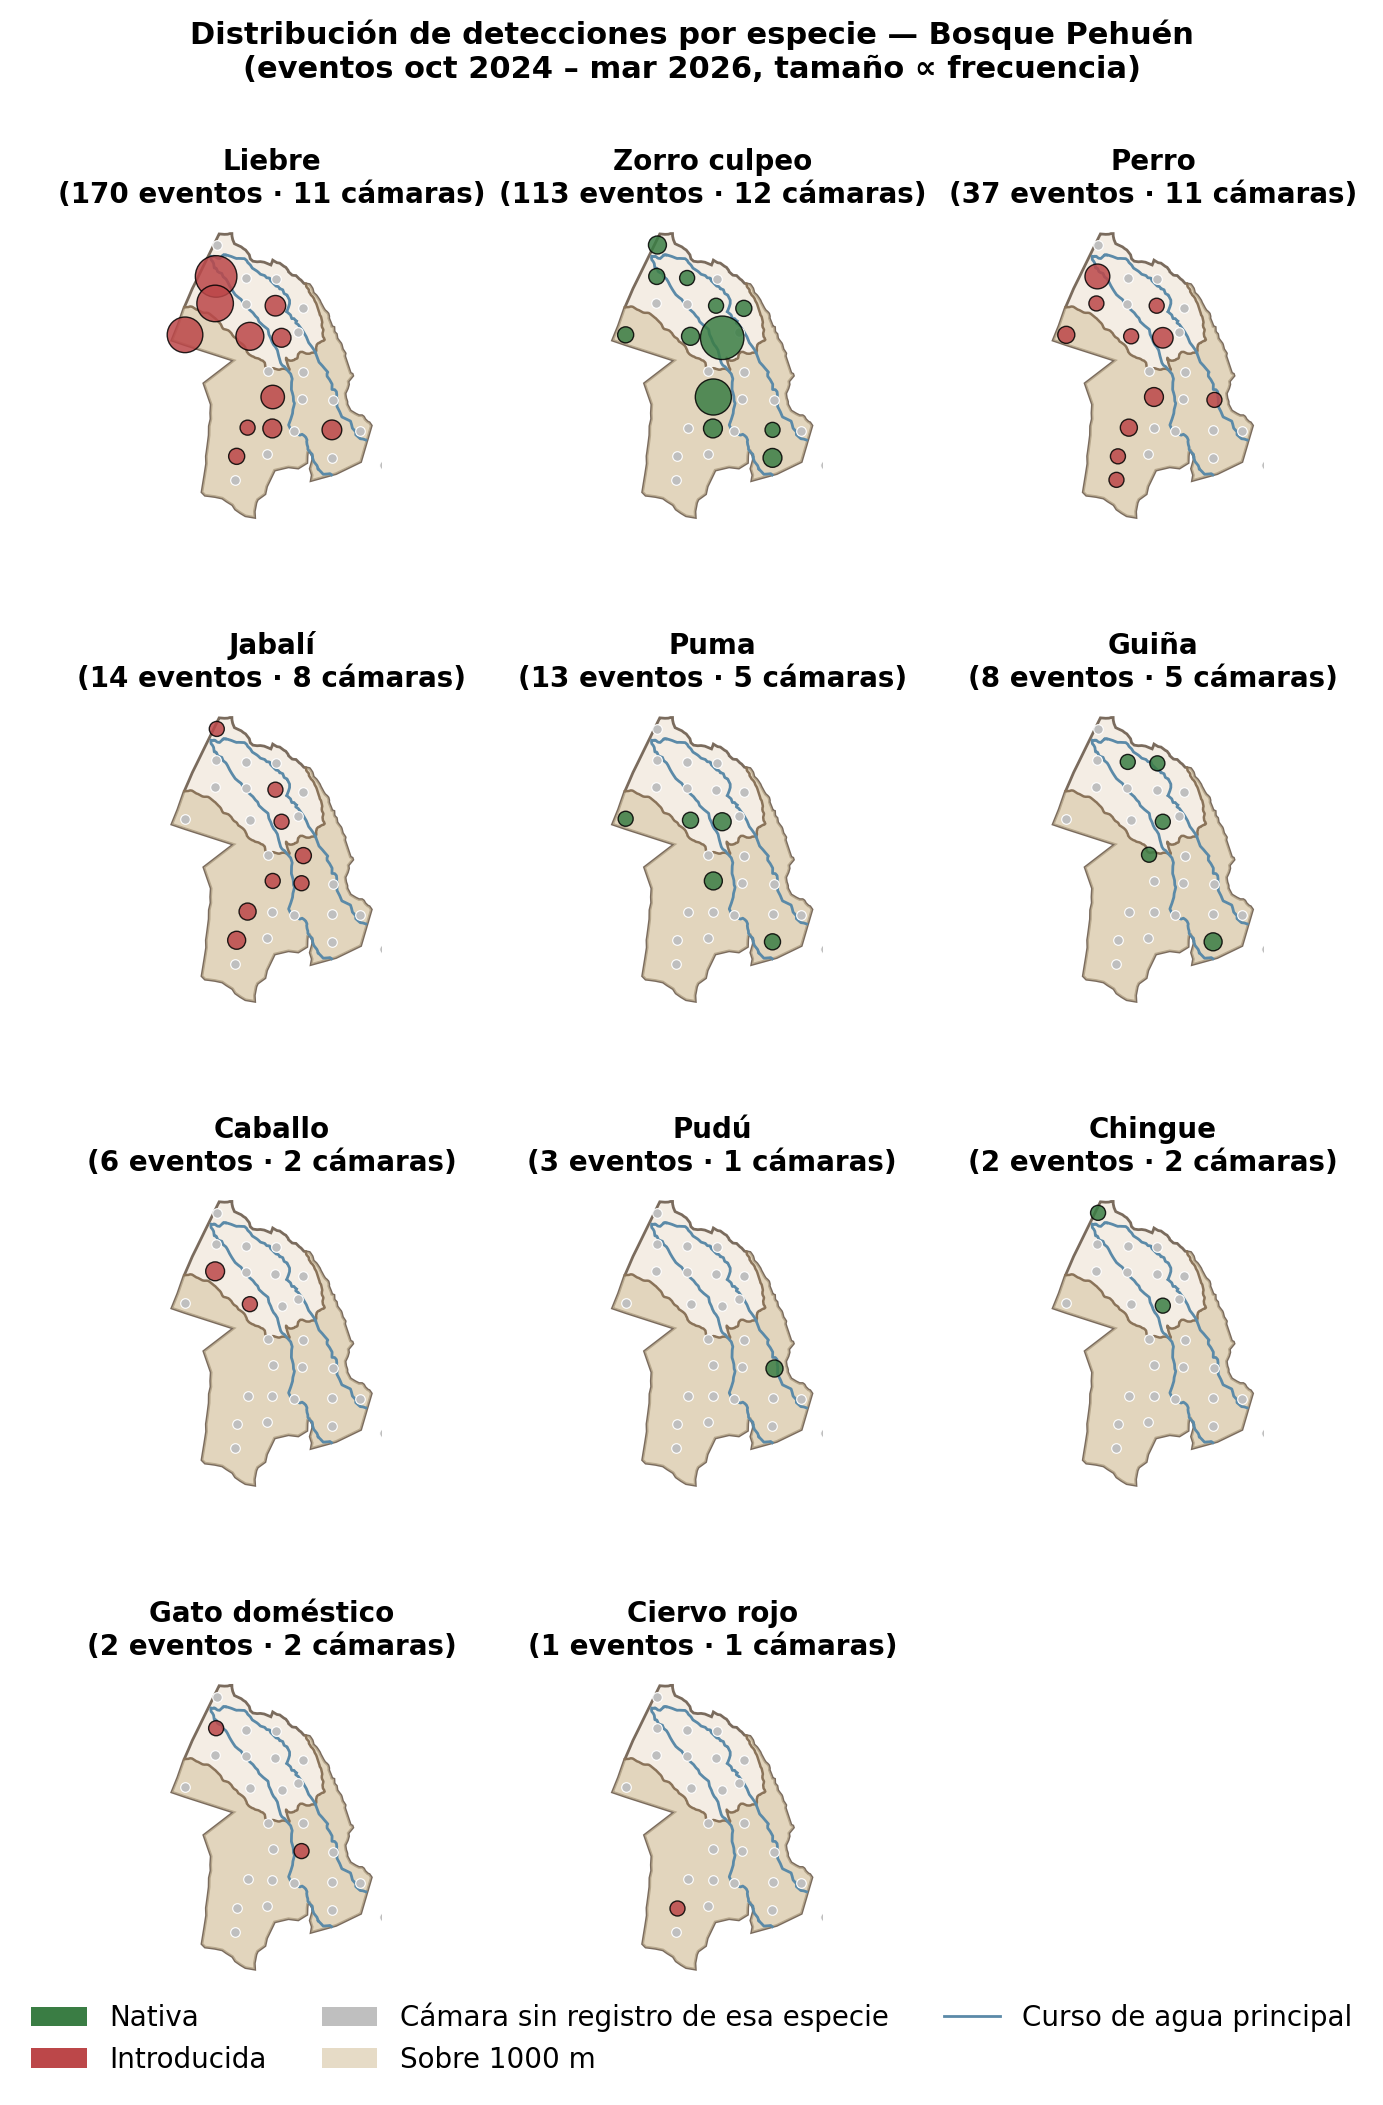 Distribución de detecciones por especie — Bosque Pehuén
(eventos oct 2024 – mar 2026, tamaño ∝ frecuencia)
Liebre
(170 eventos · 11 cámaras)
Zorro culpeo
(113 eventos · 12 cámaras)
Perro
(37 eventos · 11 cámaras)
Jabalí
(14 eventos · 8 cámaras)
Puma
(13 eventos · 5 cámaras)
Guiña
(8 eventos · 5 cámaras)
Caballo
(6 eventos · 2 cámaras)
Pudú
(3 eventos · 1 cámaras)
Chingue
(2 eventos · 2 cámaras)
Gato doméstico
(2 eventos · 2 cámaras)
Ciervo rojo
(1 eventos · 1 cámaras)
Nativa
Introducida
Cámara sin registro de esa especie
Sobre 1000 m
Curso de agua principal